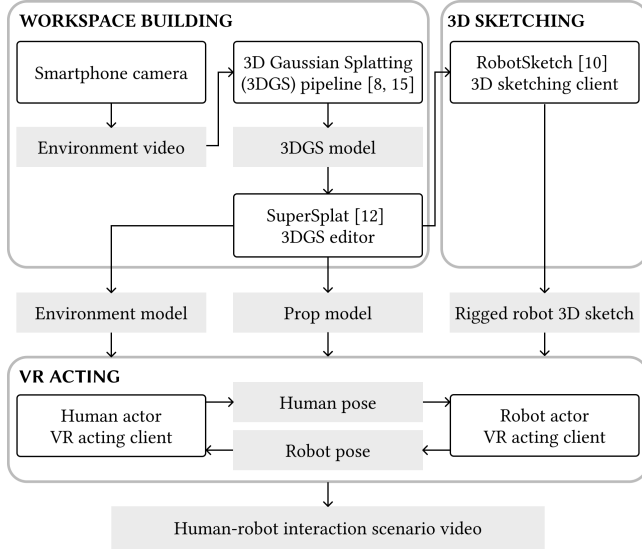 WORKSPACE BUILDING
Smartphone camera
Environment video
3D Gaussian Splatting
(3DGS) pipeline [8, 15]
3DGS model
SuperSplat [12]
3DGS editor
3D SKETCHING
RobotSketch [10]
3D sketching client
Environment model
Prop model
Rigged robot 3D sketch
VR ACTING
Human actor
VR acting client
Human pose
Robot pose
Robot actor
VR acting client
Human-robot interaction scenario video